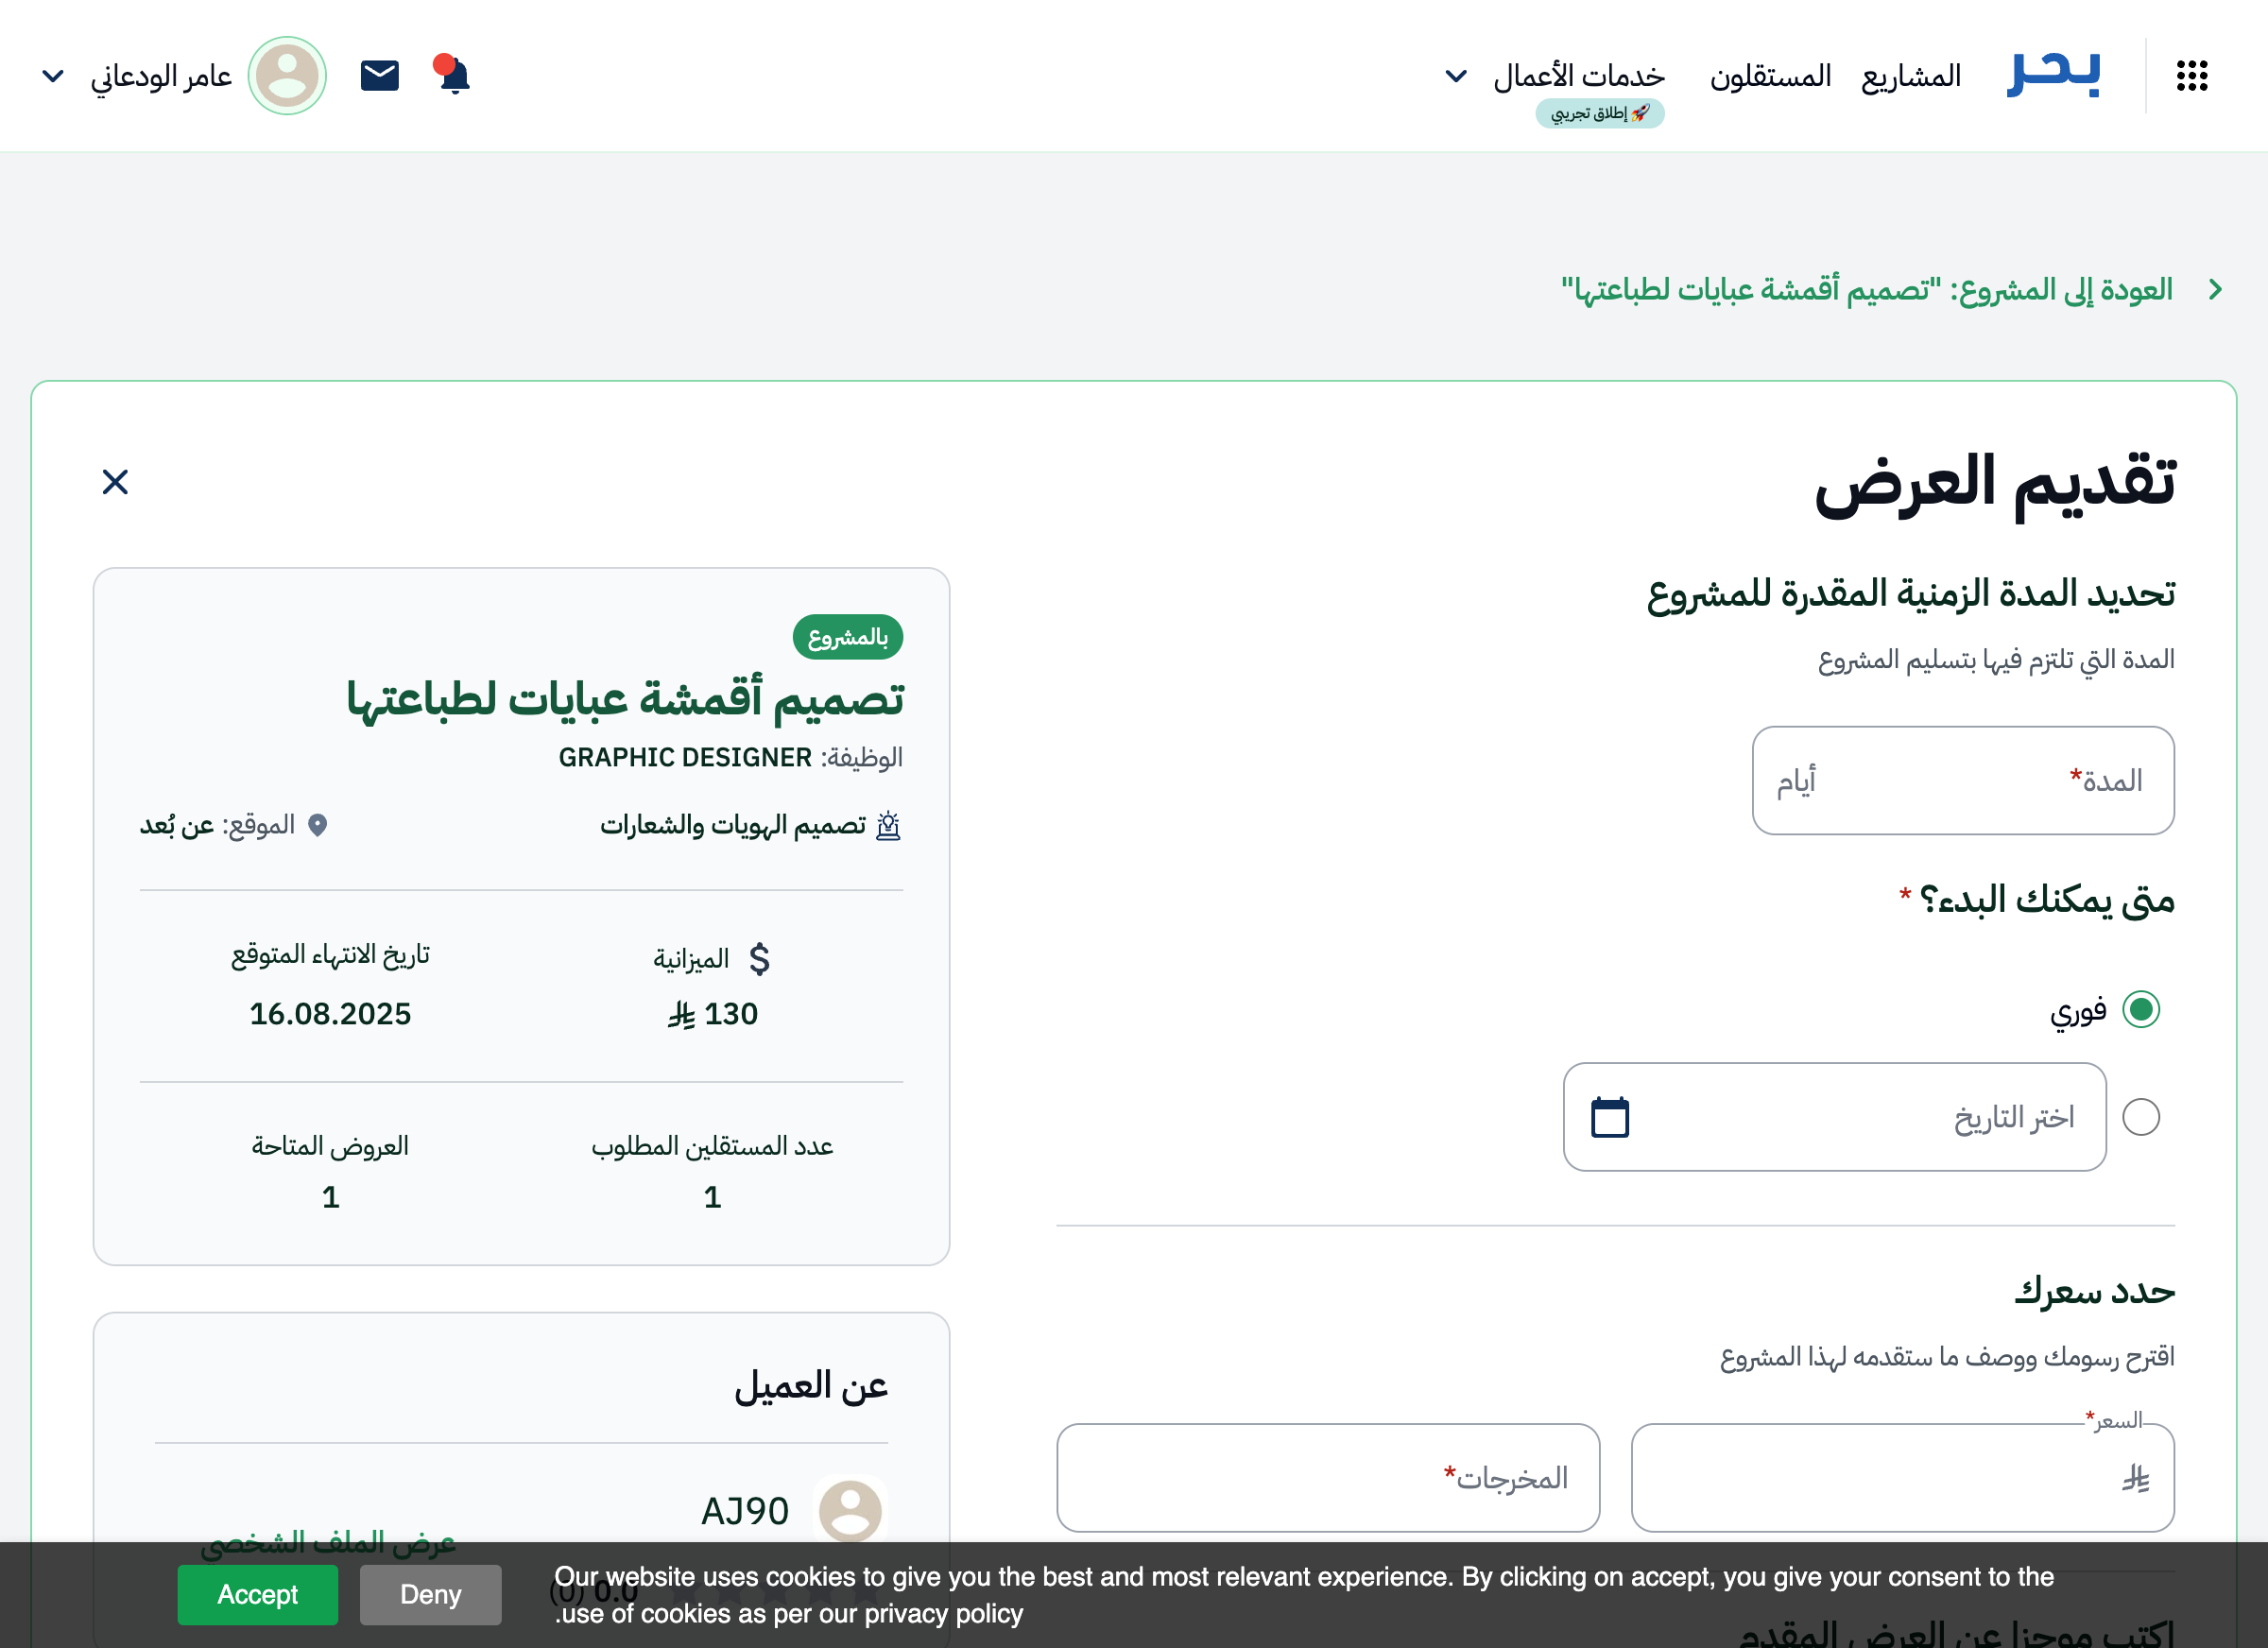 بحر
المشاريع
المستقلون
خدمات الأعمال
🚀 إطلاق تجريبي
عامر الودعاني
العودة إلى المشروع: "تصميم أقمشة عبايات لطباعتها"
تقديم العرض
تحديد المدة الزمنية المقدرة للمشروع
المدة التي تلتزم فيها بتسليم المشروع
المدة* أيام
متى يمكنك البدء؟ *
فوري
اختر التاريخ
حدد سعرك
اقترح رسومك ووصف ما ستقدمه لهذا المشروع
السعر*
المخرجات*
اكتب موجزا عن العرض المقدم
بالمشروع
تصميم أقمشة عبايات لطباعتها
الوظيفة: GRAPHIC DESIGNER
تصميم الهويات والشعارات
الموقع: عن بُعد
$ الميزانية
130
تاريخ الانتهاء المتوقع
16.08.2025
عدد المستقلين المطلوب
1
العروض المتاحة
1
عن العميل
AJ90
عرض الملف الشخصي
0.0 (0)
Our website uses cookies to give you the best and most relevant experience. By clicking on accept, you give your consent to the
.use of cookies as per our privacy policy
Deny
Accept